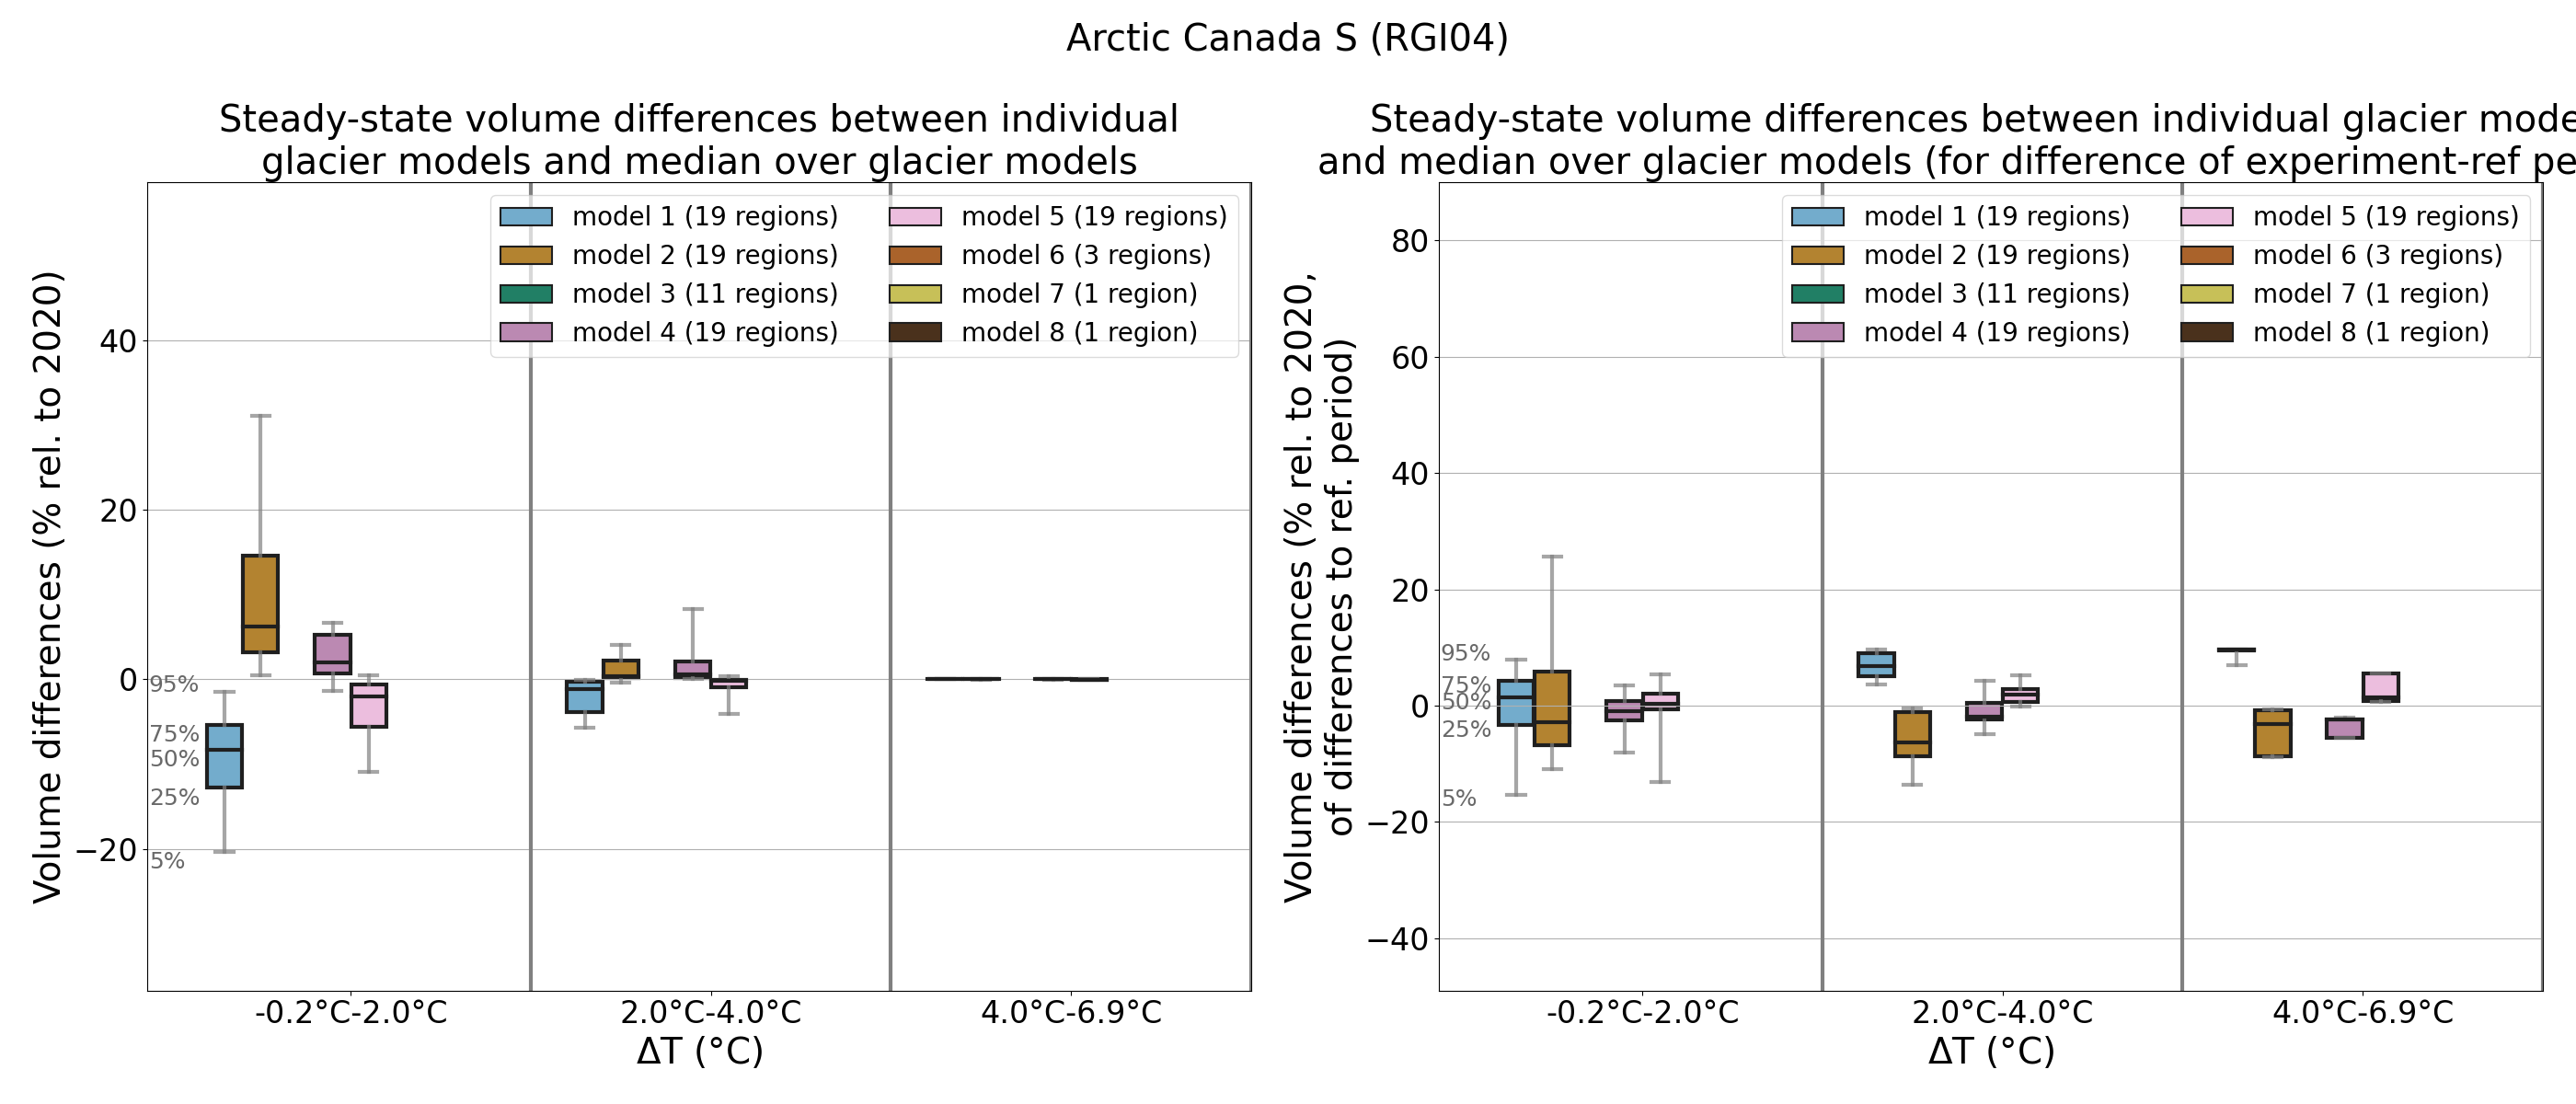 Arctic Canada S (RGI04)
Steady-state volume differences between individual
glacier models and median over glacier models
Volume differences (% rel. to 2020)
40
20
0
−20
95%
75%
50%
25%
5%
model 1 (19 regions)
model 2 (19 regions)
model 3 (11 regions)
model 4 (19 regions)
model 5 (19 regions)
model 6 (3 regions)
model 7 (1 region)
model 8 (1 region)
-0.2°C-2.0°C
2.0°C-4.0°C
4.0°C-6.9°C
ΔT (°C)
Steady-state volume differences between individual glacier mode
and median over glacier models (for difference of experiment-ref pe
Volume differences (% rel. to 2020,
of differences to ref. period)
80
60
40
20
0
−20
−40
95%
75%
50%
25%
5%
model 1 (19 regions)
model 2 (19 regions)
model 3 (11 regions)
model 4 (19 regions)
model 5 (19 regions)
model 6 (3 regions)
model 7 (1 region)
model 8 (1 region)
-0.2°C-2.0°C
2.0°C-4.0°C
4.0°C-6.9°C
ΔT (°C)